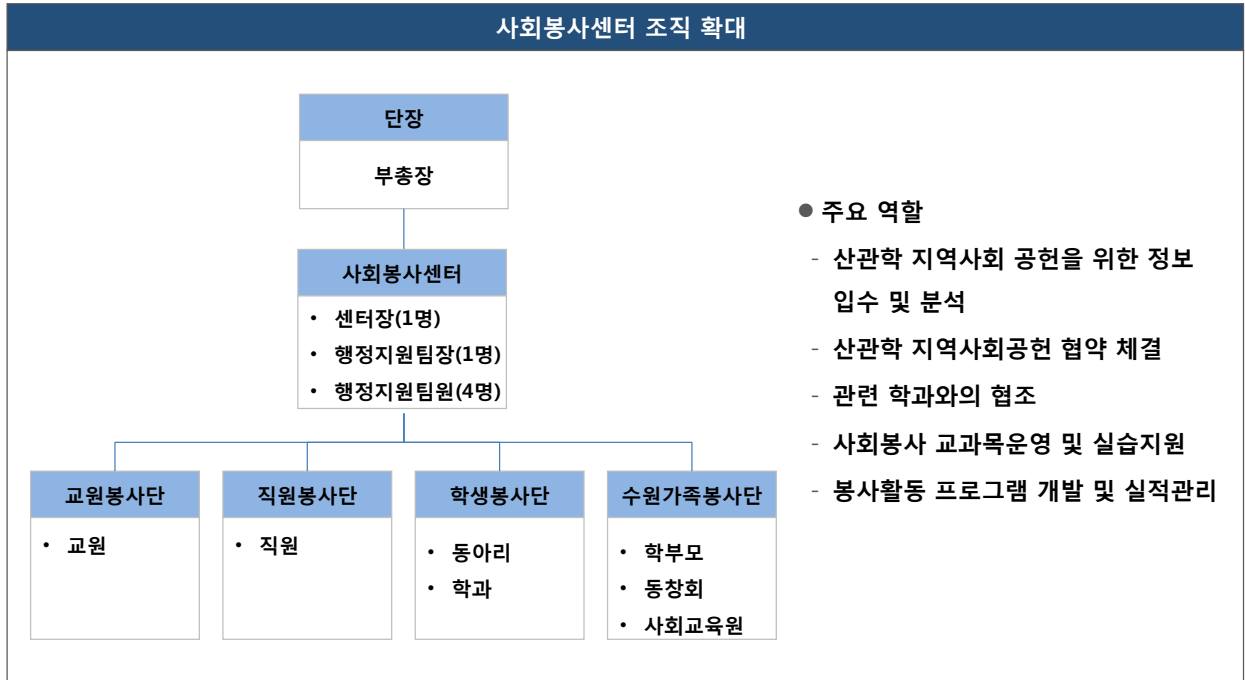 사회봉사센터 조직 확대
단장
부총장
사회봉사센터
• 센터장(1명)
• 행정지원팀장(1명)
• 행정지원팀원(4명)
교원봉사단
• 교원
직원봉사단
• 직원
학생봉사단
• 동아리
• 학과
수원가족봉사단
• 학부모
• 동창회
• 사회교육원
● 주요 역할
- 산관학 지역사회 공헌을 위한 정보
입수 및 분석
- 산관학 지역사회공헌 협약 체결
- 관련 학과와의 협조
- 사회봉사 교과목운영 및 실습지원
- 봉사활동 프로그램 개발 및 실적관리